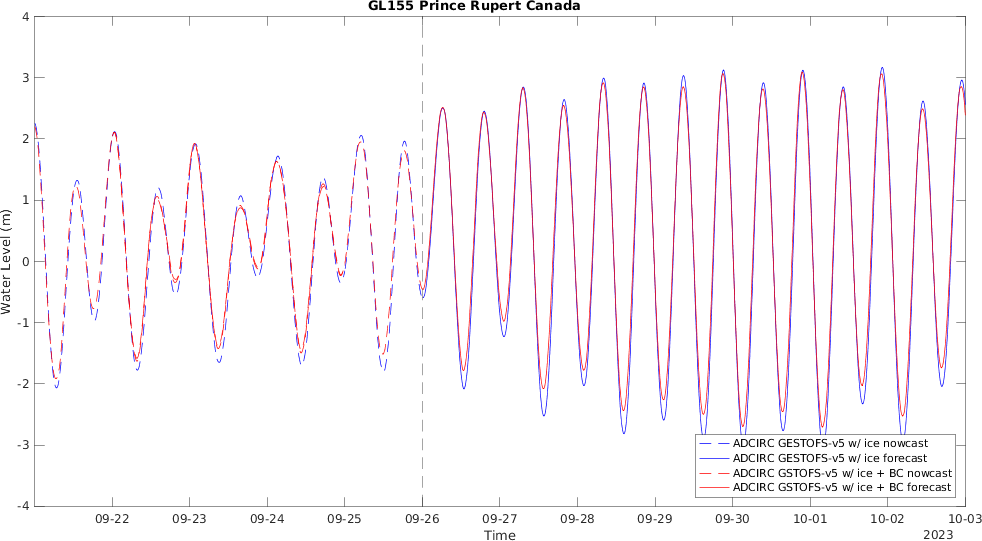 GL155 Prince Rupert Canada
4
3
2
1
0
-1
-2
-3
-4
Water Level (m)
ADCIRC GESTOFS-v5 w/ ice nowcast
ADCIRC GESTOFS-v5 w/ ice forecast
ADCIRC GSTOFS-v5 w/ ice + BC nowcast
ADCIRC GSTOFS-v5 w/ ice + BC forecast
09-22 09-23 09-24 09-25 09-26 09-27 09-28 09-29 09-30 10-01 10-02 10-03
Time
2023